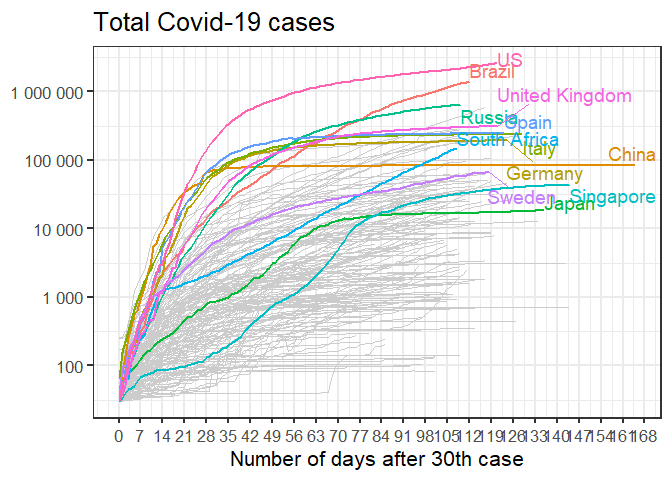 Total Covid-19 cases
US
Brazil
United Kingdom
Russia
Spain
South Africa
Italy
China
Germany
Singapore
Sweden
Japan
1 000 000
100 000
10 000
1 000
100
0 7 14 21 28 35 42 49 56 63 70 77 84 91 98 105 112 119 126 133 140 147 154 161 168
Number of days after 30th case